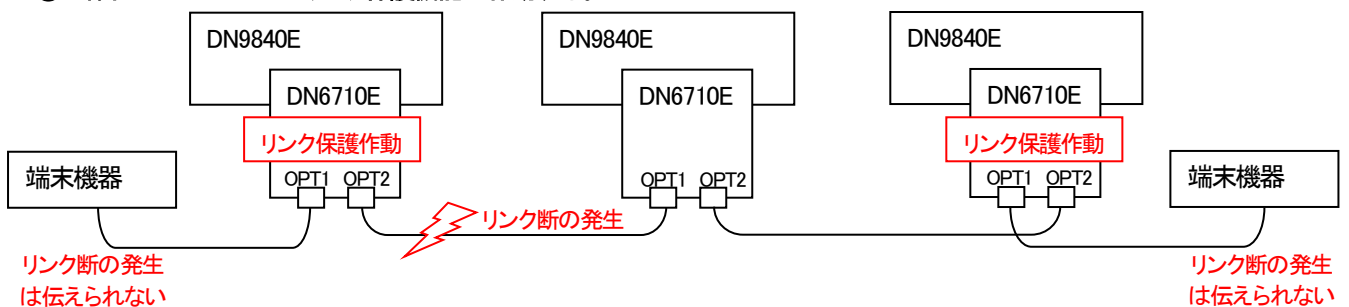 DN9840E
DN9840E
DN9840E
DN6710E
DN6710E
DN6710E
リンク保護作動
リンク保護作動
端末機器
OPT1 OPT2
OPT1 OPT2
OPT1 OPT2
端末機器
リンク断の発生
リンク断の発生
は伝えられない
リンク断の発生
は伝えられない